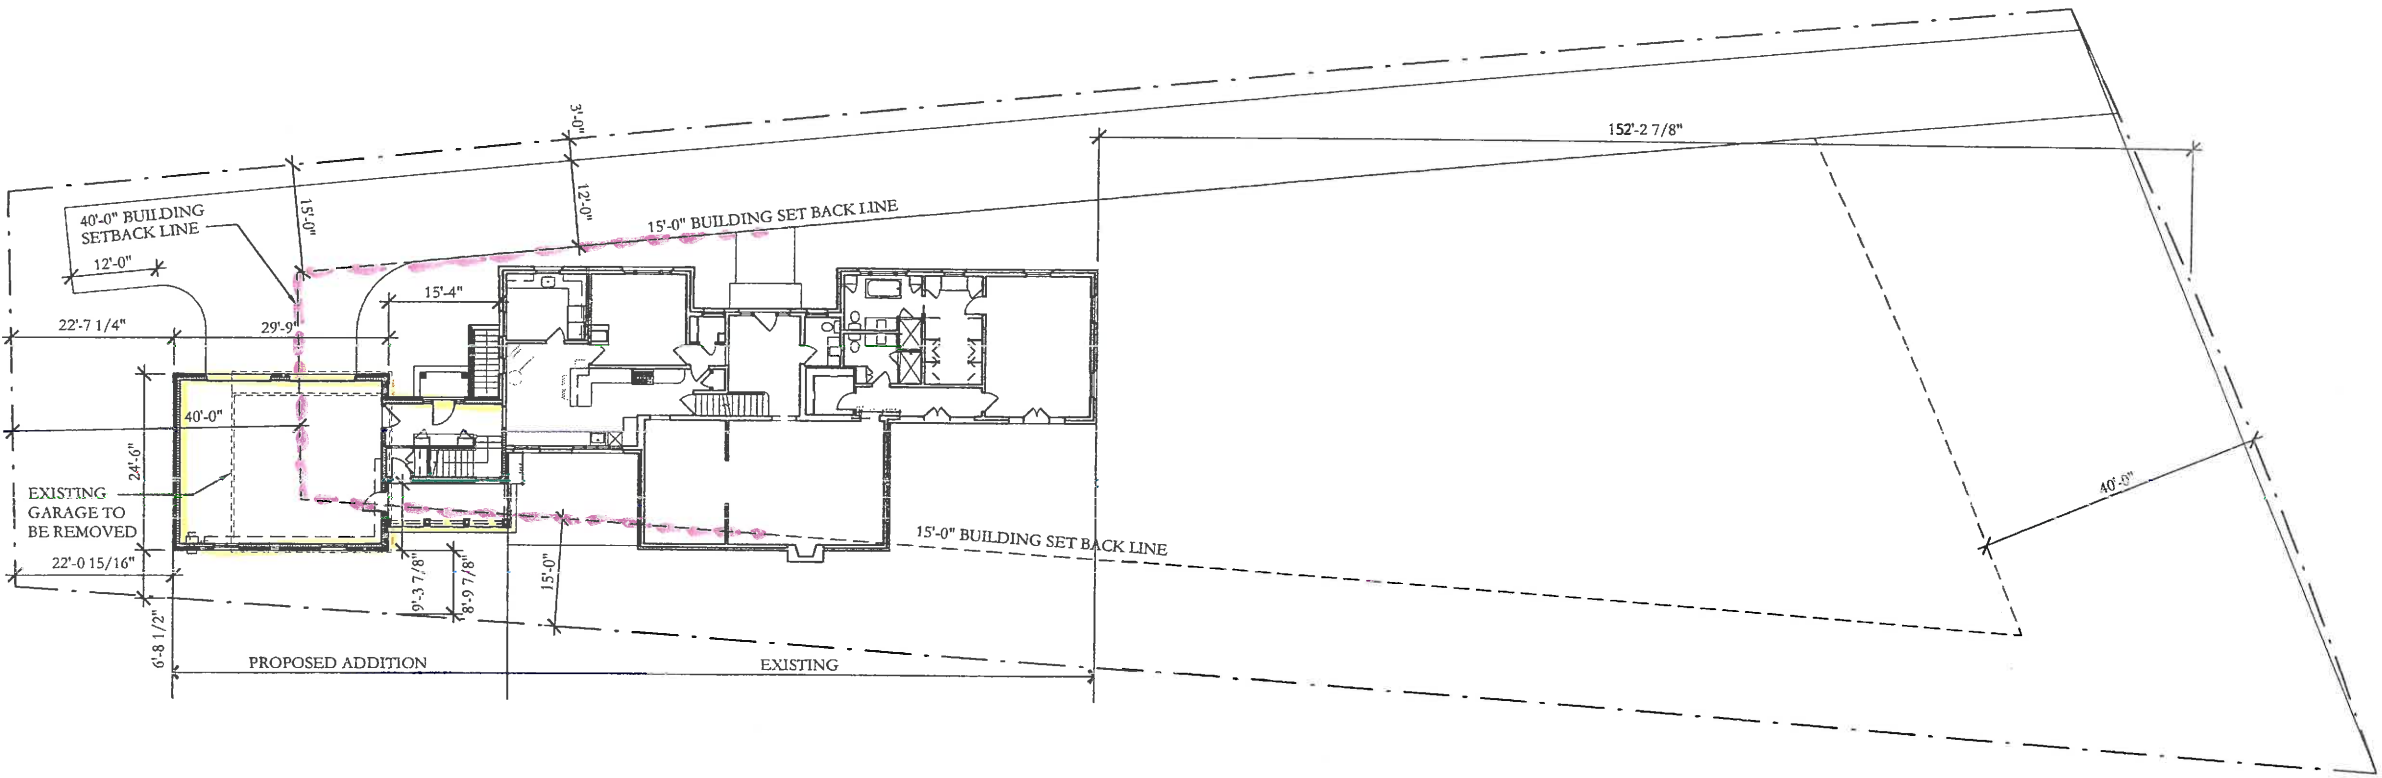 152'-2 7/8"
3'-0"
40'-0" BUILDING
SETBACK LINE
15'-0"
12'-0"
15'-0" BUILDING SET BACK LINE
12'-0"
15'-4"
22'-7 1/4"
29'-9"
40'-0"
24'-6"
EXISTING
GARAGE TO
BE REMOVED
40'-0"
15'-0" BUILDING SET BACK LINE
22'-0 15/16"
9'-3 7/8"
8'-9 7/8"
15'-0"
6'-8 1/2"
PROPOSED ADDITION
EXISTING